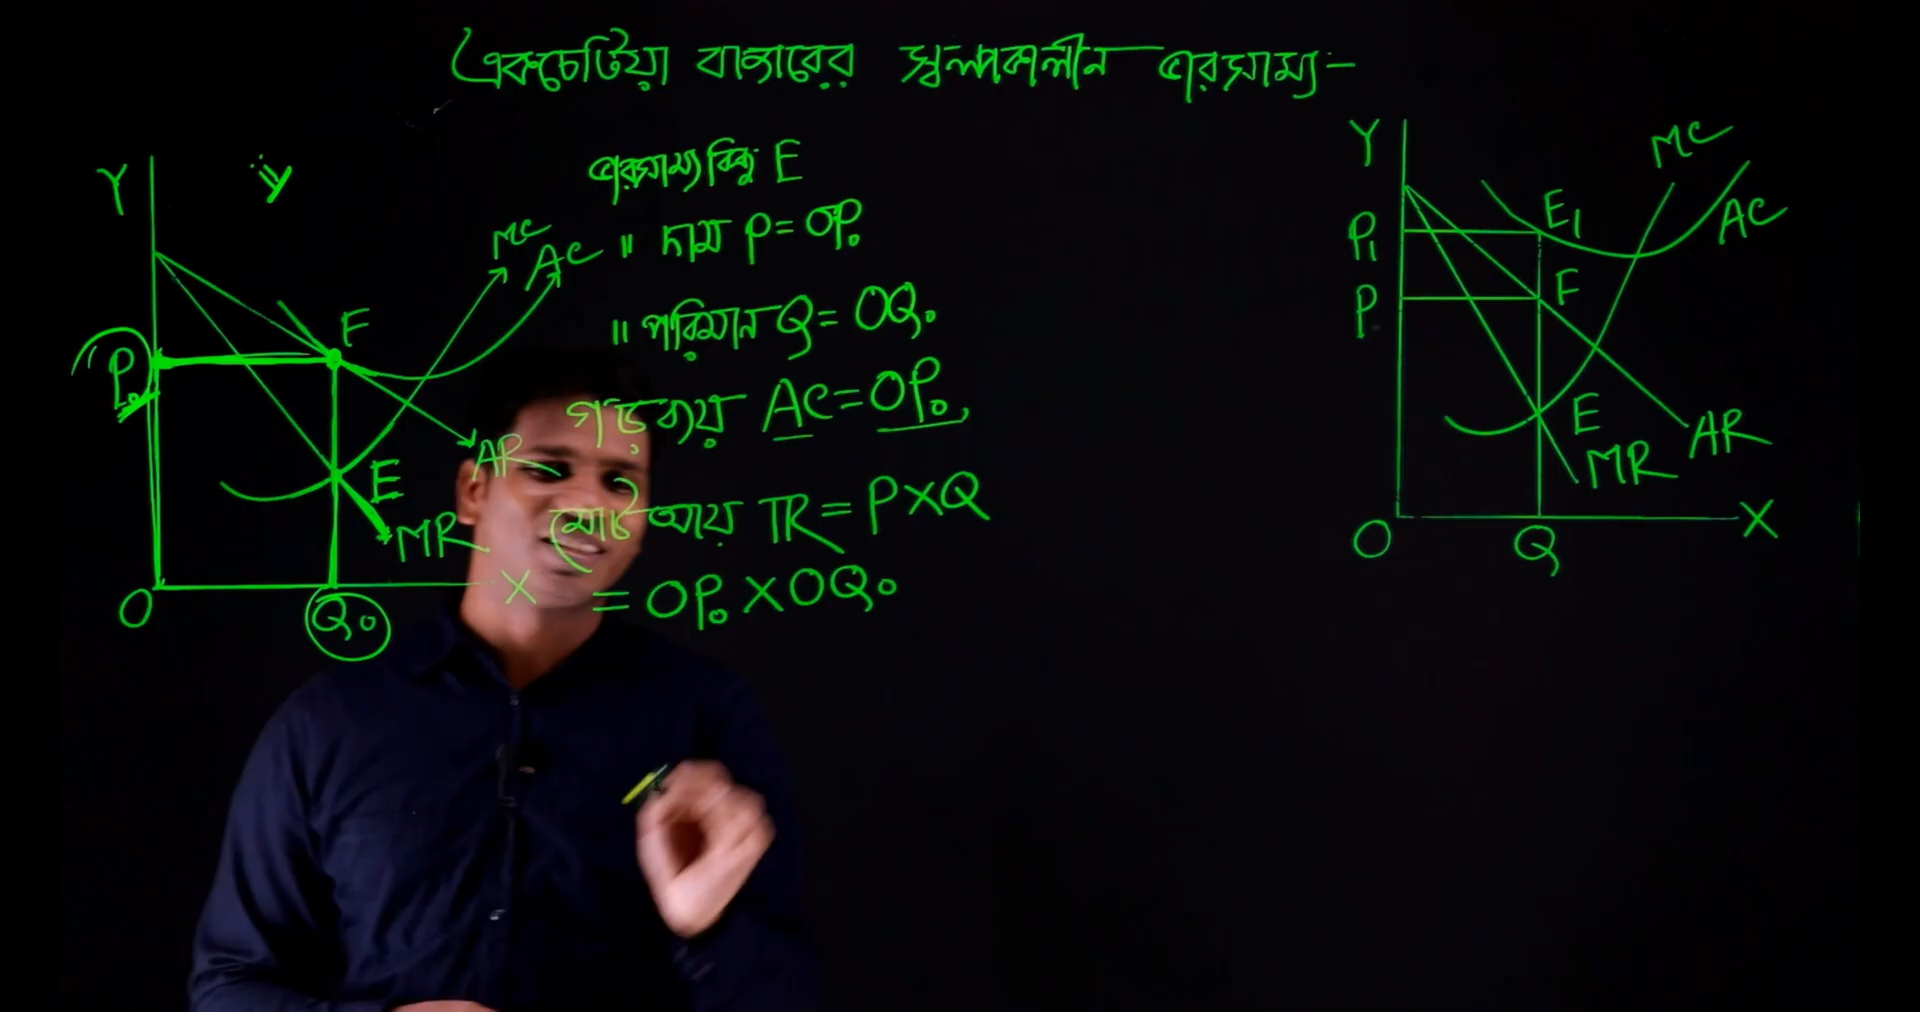 একচেটিয়া বাজারের স্বল্পকালীন ভারসাম্য-
ii
Y
MC
AC
F
P₀
AR
E
MR
O
Q₀
X
ভারসাম্য বিন্দু E
" দাম P = OP₀
" পরিমান Q = OQ₀
গড় ব্যয় AC = OP₀
মোট আয় TR = P X Q
= OP₀ X OQ₀
Y
MC
AC
P₁
E₁
P
F
E
AR
MR
O
Q
X